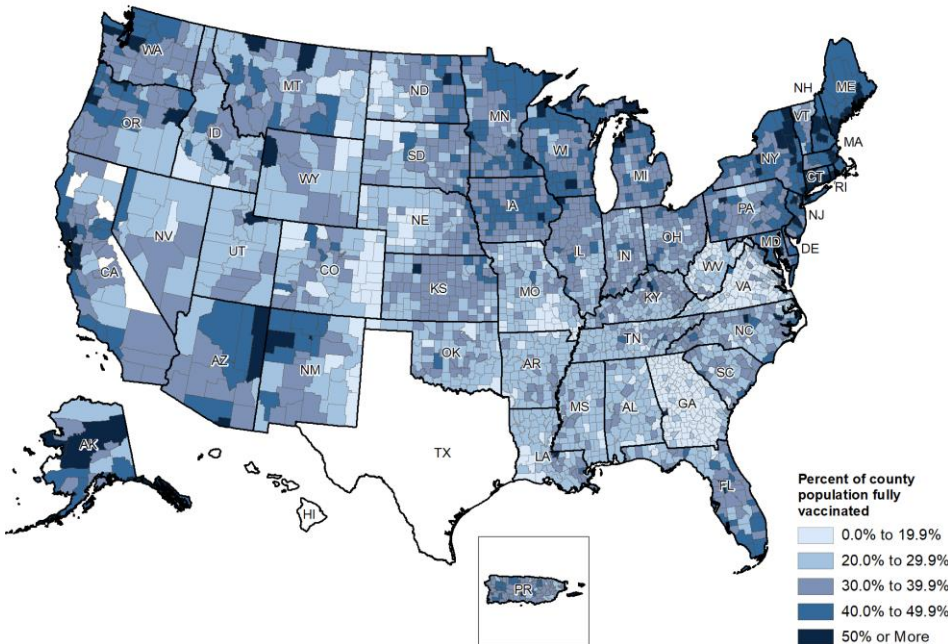 WA
MT
ND
MN
OR
ID
WY
SD
WI
MI
NH
VT
ME
MA
NY
CT
RI
NJ
PA
DE
MD
NV
UT
CO
NE
IA
IL
IN
OH
WV
VA
CA
KS
MO
KY
NC
TN
AZ
NM
OK
AR
SC
MS
AL
GA
LA
TX
FL
AK
HI
PR
Percent of county
population fully
vaccinated
0.0% to 19.9%
20.0% to 29.9%
30.0% to 39.9%
40.0% to 49.9%
50% or More